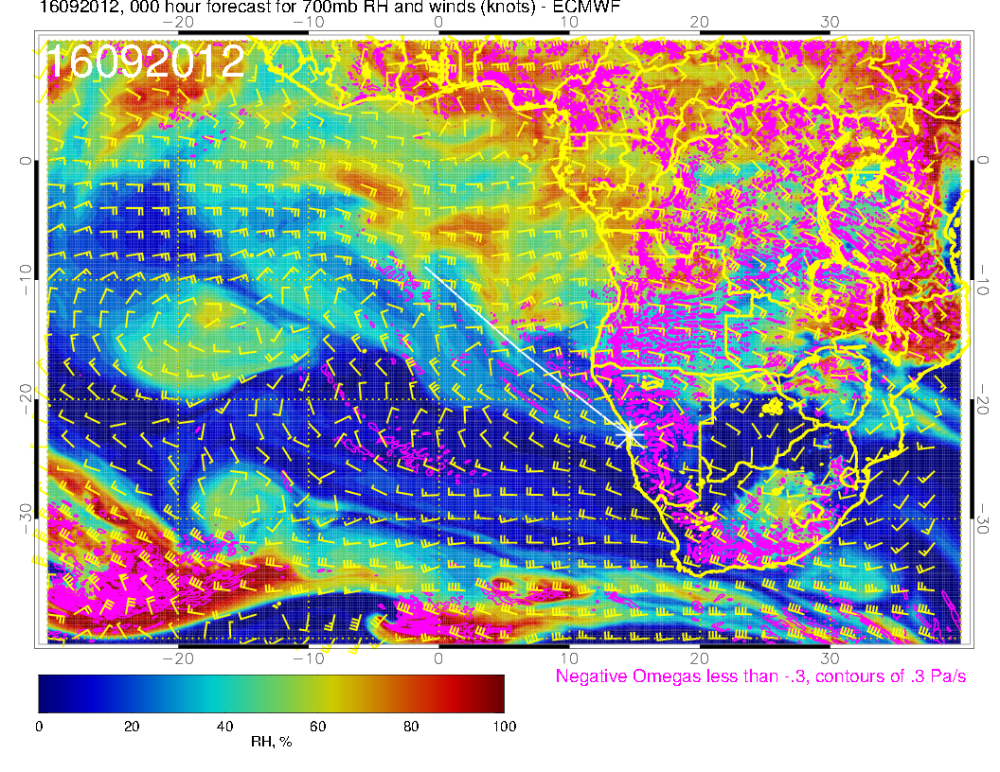 16092012, 000 hour forecast for 700mb RH and winds (knots) - ECMWF
−20 −10 0 10 20 30
16092012
0 0
−10 −10
−20 −20
−30 −30
−20 −10 0 10 20 30
Negative Omegas less than -.3, contours of .3 Pa/s
0 20 40 60 80 100
RH, %